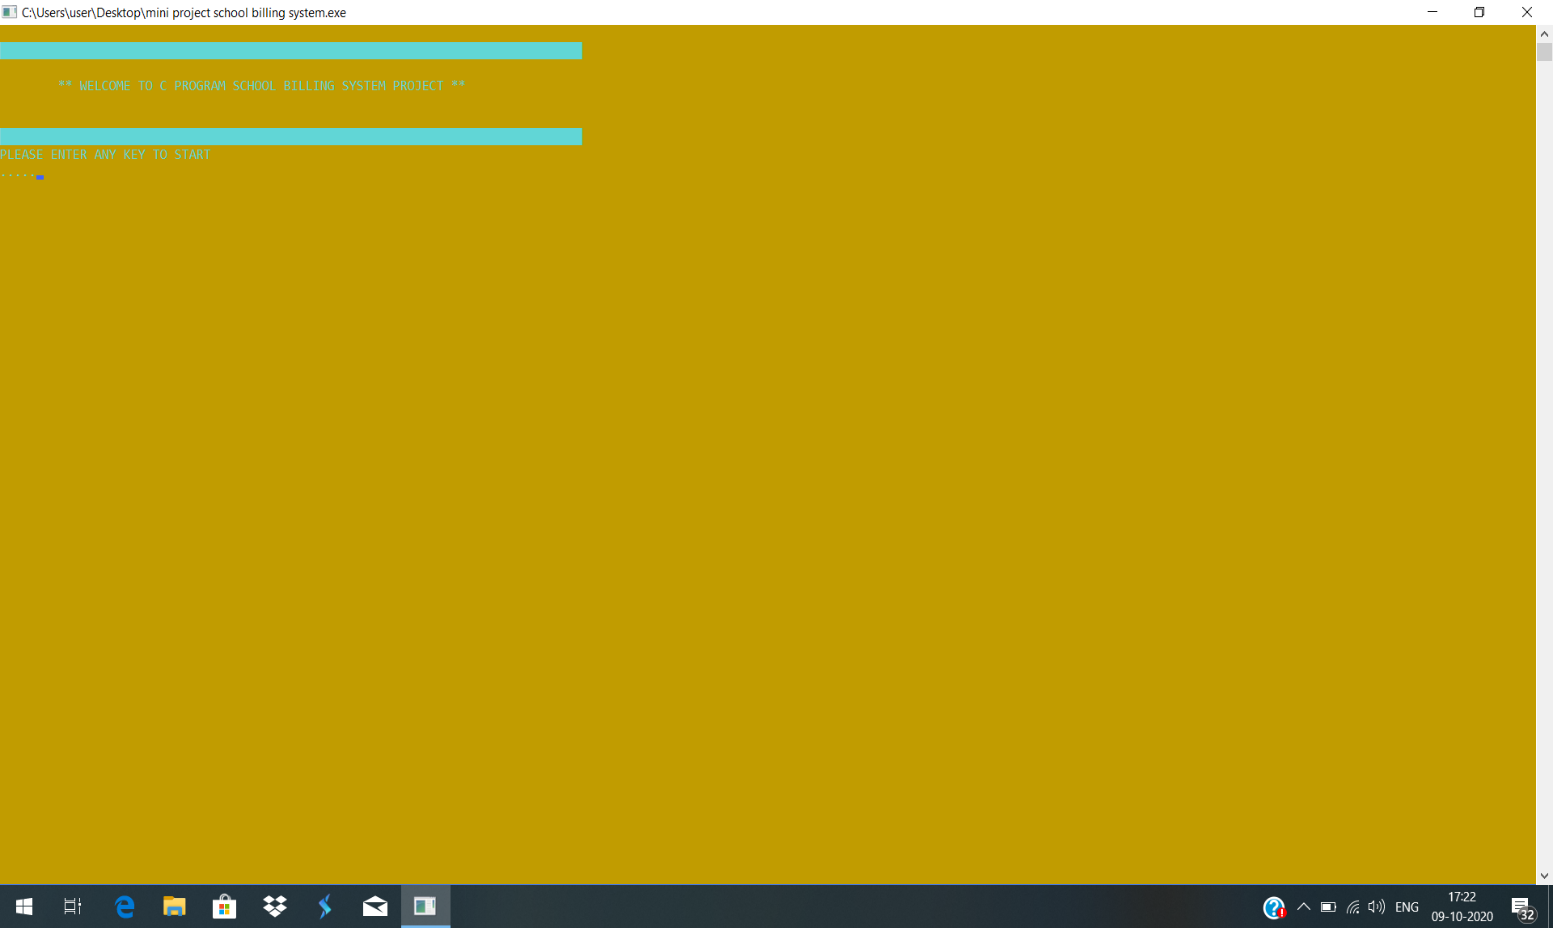 C:\Users\user\Desktop\mini project school billing system.exe
** WELCOME TO C PROGRAM SCHOOL BILLING SYSTEM PROJECT **
PLEASE ENTER ANY KEY TO START
.....
ENG
17:22
09-10-2020
32